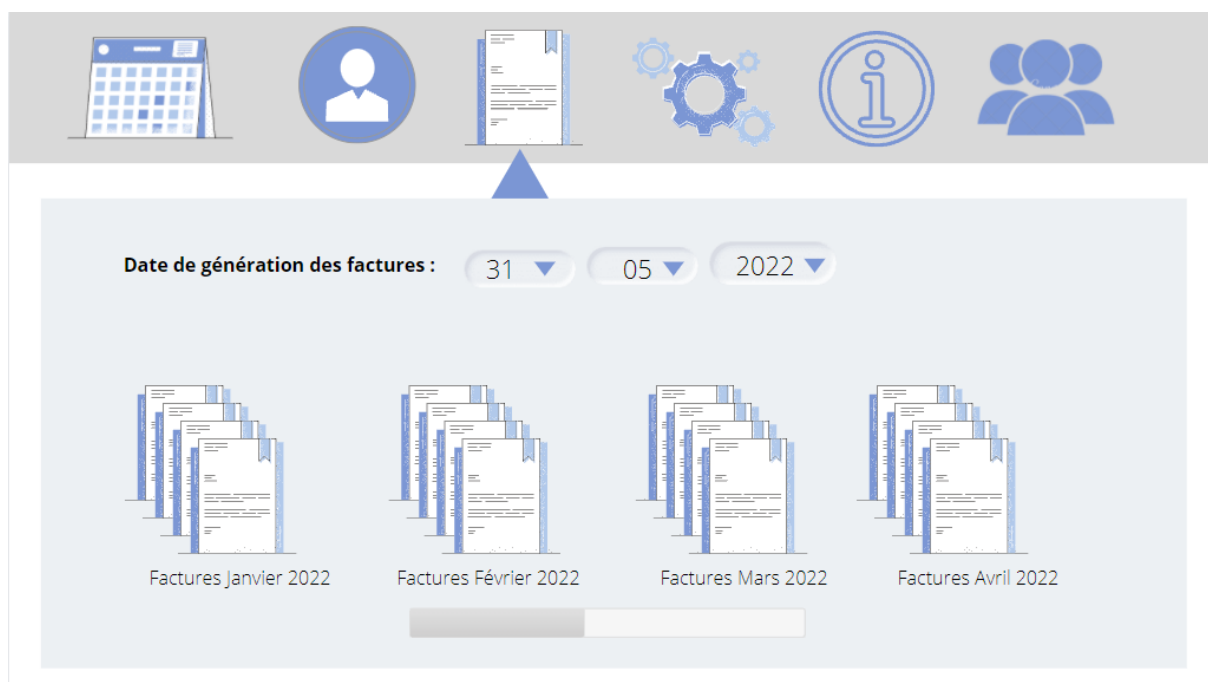 Date de génération des factures : 31 05 2022
Factures Janvier 2022 Factures Février 2022 Factures Mars 2022 Factures Avril 2022